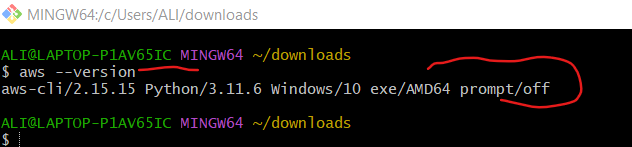 MINGW64:/c/Users/ALI/downloads
ALI@LAPTOP-P1AV65IC MINGW64 ~/downloads
$ aws --version
aws-cli/2.15.15 Python/3.11.6 Windows/10 exe/AMD64 prompt/off
ALI@LAPTOP-P1AV65IC MINGW64 ~/downloads
$